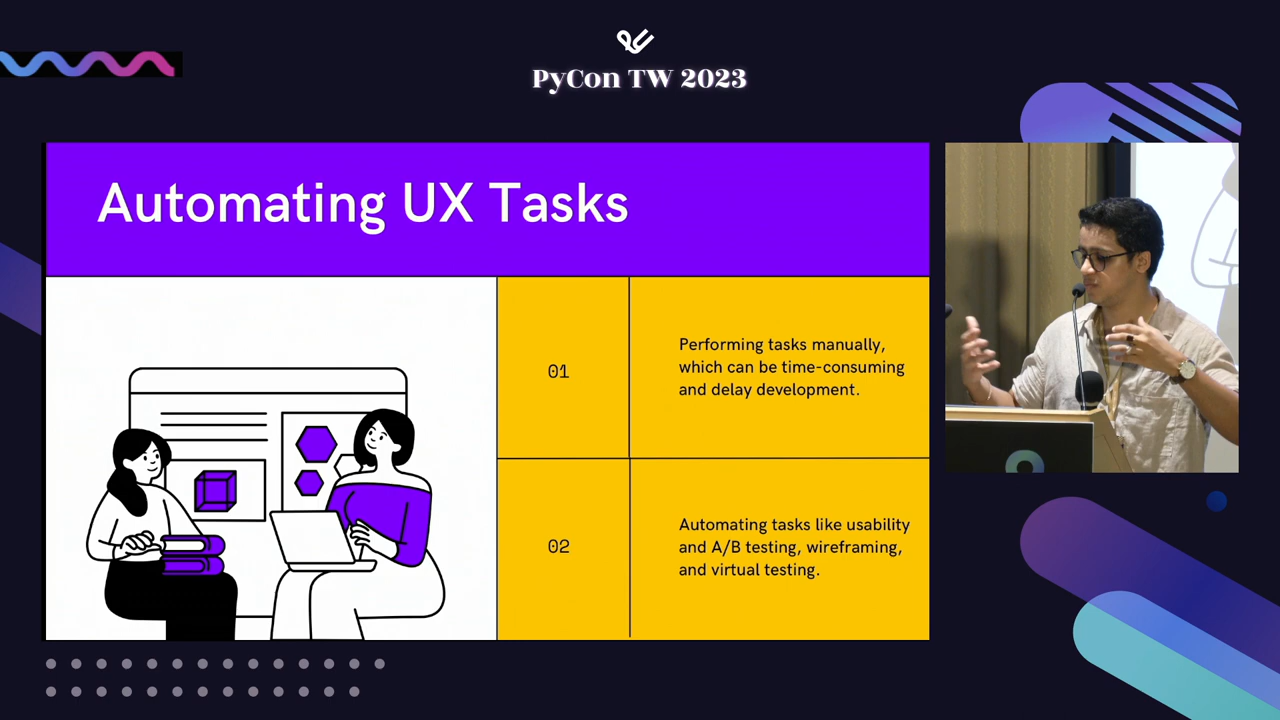 PyCon TW 2023
Automating UX Tasks
01
Performing tasks manually,
which can be time-consuming
and delay development.
02
Automating tasks like usability
and A/B testing, wireframing,
and virtual testing.